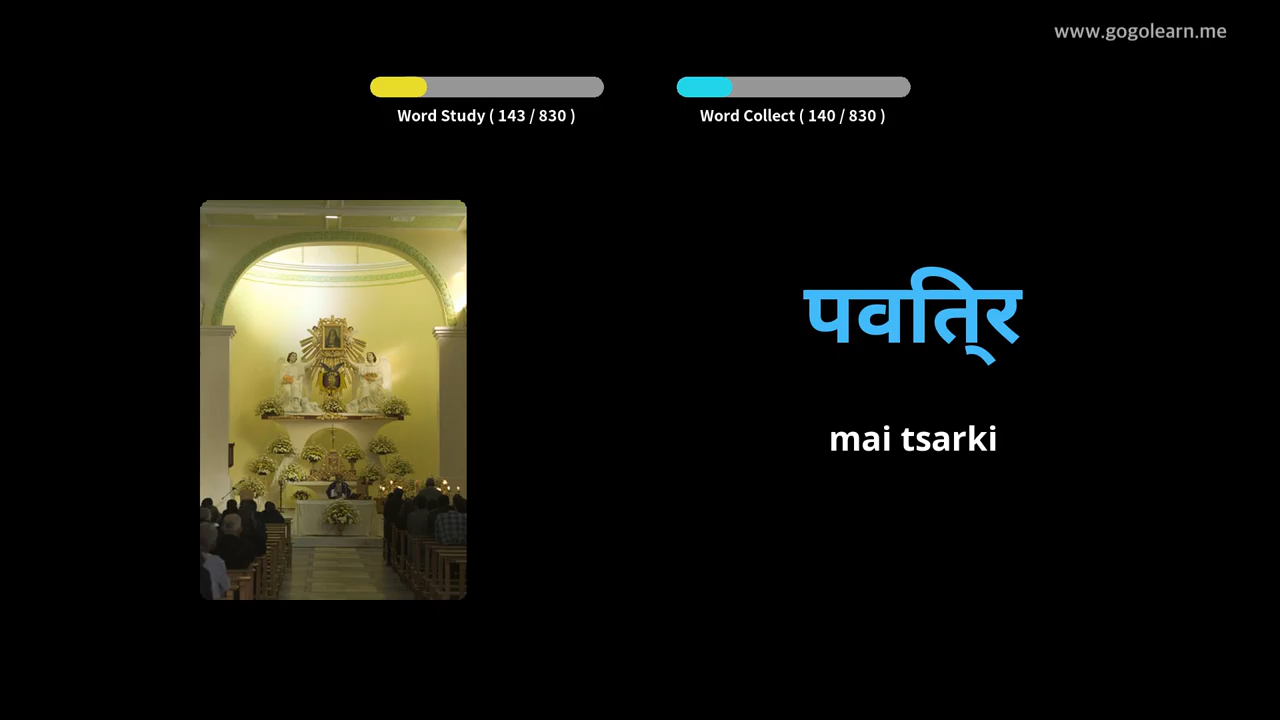 www.gogolearn.me
Word Study ( 143 / 830 )
Word Collect ( 140 / 830 )
पवित्र
mai tsarki